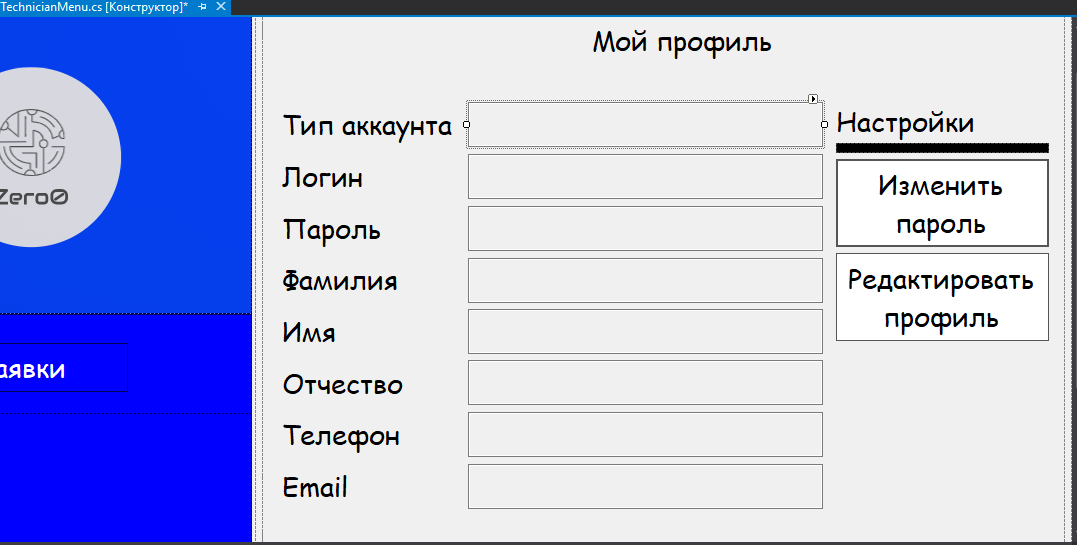 TechnicianMenu.cs [Конструктор]*
Мой профиль
Zero0
аявки
Тип аккаунта
Логин
Пароль
Фамилия
Имя
Отчество
Телефон
Email
Настройки
Изменить
пароль
Редактировать
профиль